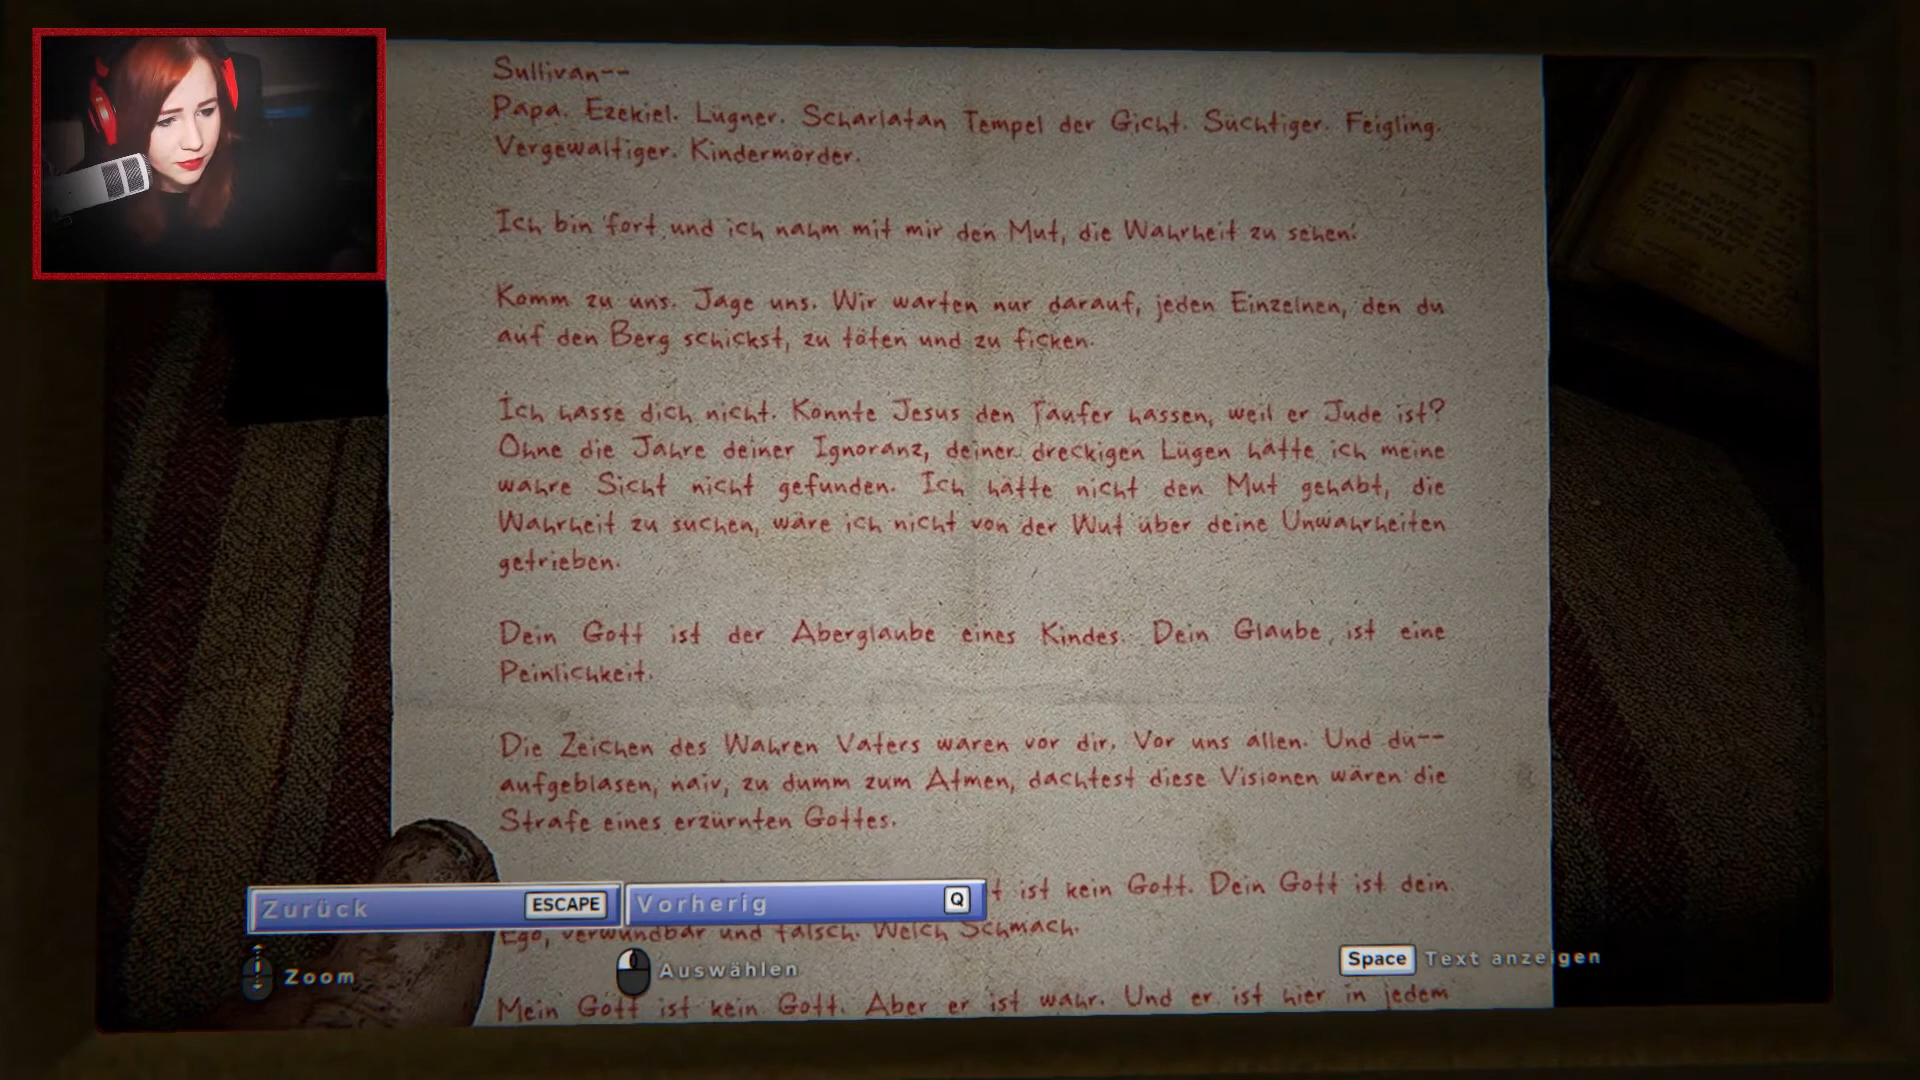 Sullivan--
Papa. Ezekiel. Lügner. Scharlatan Tempel der Gicht. Süchtiger. Feigling.
Vergewaltiger. Kindermörder.
Ich bin fort und ich nahm mit mir den Mut, die Wahrheit zu sehen.
Komm zu uns. Jage uns. Wir warten nur darauf, jeden Einzelnen, den du
auf den Berg schickst, zu töten und zu ficken.
Ich hasse dich nicht. Konnte Jesus den Täufer hassen, weil er Jude ist?
Ohne die Jahre deiner Ignoranz, deiner dreckigen Lügen hätte ich meine
wahre Sicht nicht gefunden. Ich hätte nicht den Mut gehabt, die
Wahrheit zu suchen, wäre ich nicht von der Wut über deine Unwahrheiten
getrieben.
Dein Gott ist der Aberglaube eines Kindes. Dein Glaube ist eine
Peinlichkeit.
Die Zeichen des Wahren Vaters waren vor dir. Vor uns allen. Und du--
aufgeblasen, naiv, zu dumm zum Atmen, dachtest diese Visionen wären die
Strafe eines erzürnten Gottes.
ist kein Gott. Dein Gott ist dein
Ego, verwundbar und falsch. Welch Schmach.
Mein Gott ist kein Gott. Aber er ist wahr. Und er ist hier in jedem
Zurück ESCAPE Vorherig Q
Zoom Auswählen Space Text anzeigen